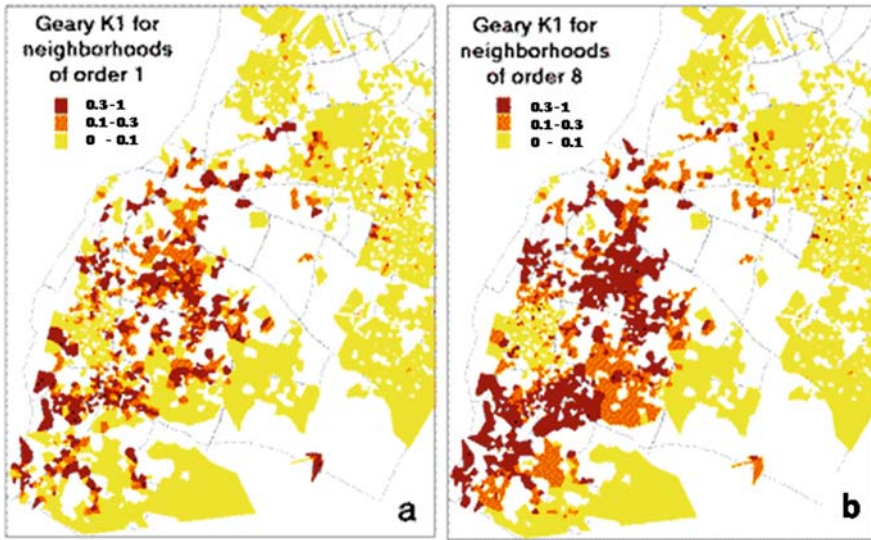 Geary K1 for
neighborhoods
of order 1
0.3-1
0.1-0.3
0 - 0.1
a
Geary K1 for
neighborhoods
of order 8
0.3-1
0.1-0.3
0 - 0.1
b